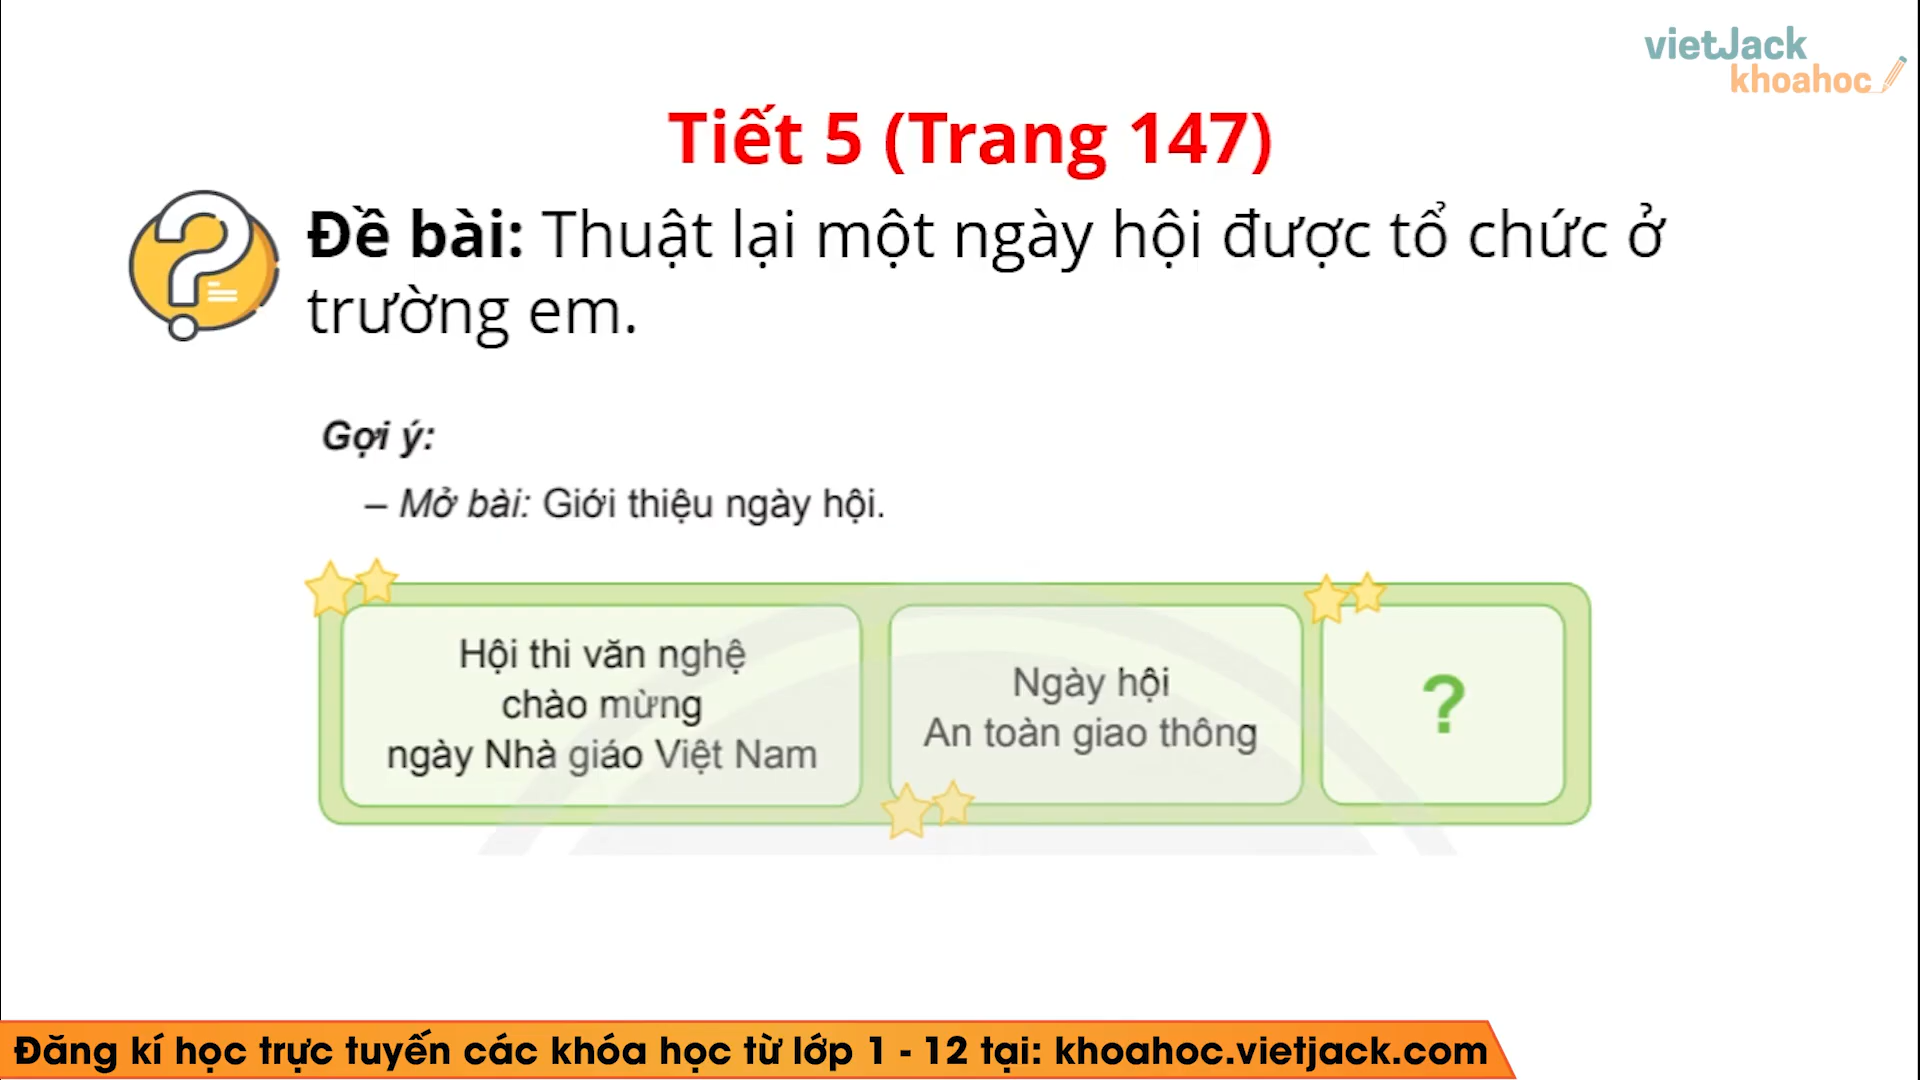 vietJack
khoahoc
Tiết 5 (Trang 147)
Đề bài: Thuật lại một ngày hội được tổ chức ở
trường em.
Gợi ý:
– Mở bài: Giới thiệu ngày hội.
Hội thi văn nghệ
chào mừng
ngày Nhà giáo Việt Nam
Ngày hội
An toàn giao thông
?
Đăng kí học trực tuyến các khóa học từ lớp 1 - 12 tại: khoahoc.vietjack.com